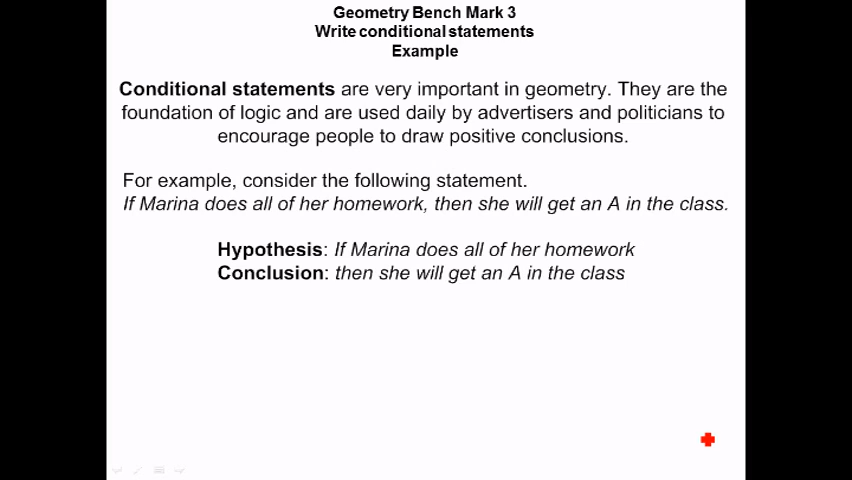 Geometry Bench Mark 3
Write conditional statements
Example
Conditional statements are very important in geometry. They are the
foundation of logic and are used daily by advertisers and politicians to
encourage people to draw positive conclusions.
For example, consider the following statement.
If Marina does all of her homework, then she will get an A in the class.
Hypothesis: If Marina does all of her homework
Conclusion: then she will get an A in the class